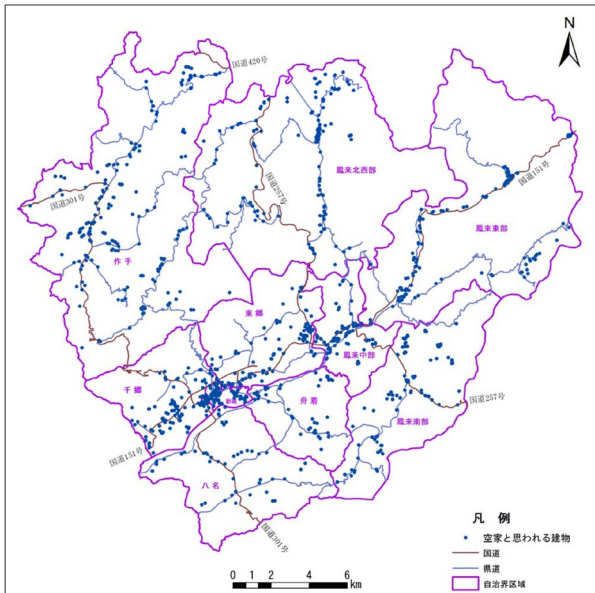 N
国道420号
鳳来北西部
国道257号
国道151号
国道301号
鳳来東部
作手
東郷
鳳来中部
千郷
新城
舟着
国道257号
鳳来南部
国道151号
八名
国道301号
凡 例
空家と思われる建物
国道
県道
自治界区域
0 1 2 4 6
km